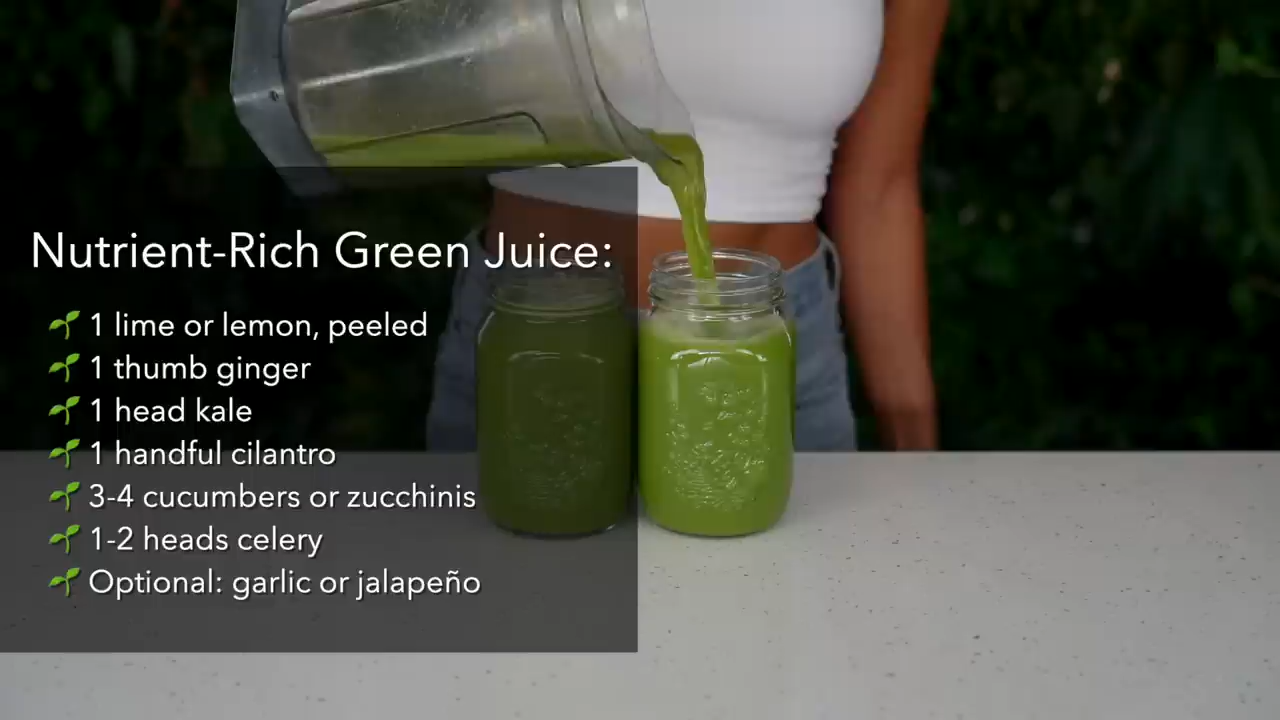 Nutrient-Rich Green Juice:
🌱 1 lime or lemon, peeled
🌱 1 thumb ginger
🌱 1 head kale
🌱 1 handful cilantro
🌱 3-4 cucumbers or zucchinis
🌱 1-2 heads celery
🌱 Optional: garlic or jalapeño